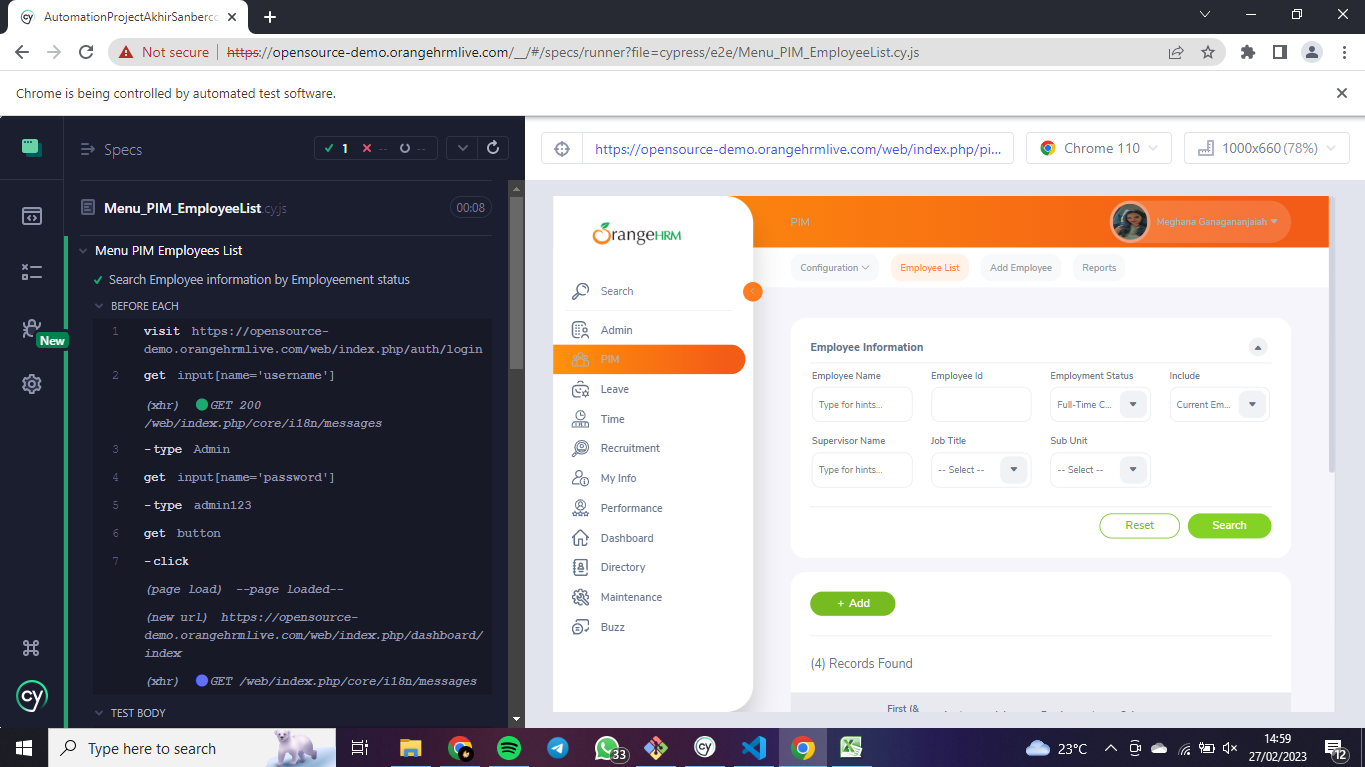 AutomationProjectAkhirSanberco
Not secure
https://opensource-demo.orangehrmlive.com/__/#/specs/runner?file=cypress/e2e/Menu_PIM_EmployeeList.cy.js
Chrome is being controlled by automated test software.
Specs
1 -- --
https://opensource-demo.orangehrmlive.com/web/index.php/pi...
Chrome 110
1000x660 (78%)
Menu_PIM_EmployeeList.cy.js
00:08
Menu PIM Employees List
Search Employee information by Employeement status
BEFORE EACH
1 visit https://opensource-
demo.orangehrmlive.com/web/index.php/auth/login
2 get input[name='username']
(xhr) GET 200
/web/index.php/core/i18n/messages
3 -type Admin
4 get input[name='password']
5 -type admin123
6 get button
7 -click
(page load) --page loaded--
(new url) https://opensource-
demo.orangehrmlive.com/web/index.php/dashboard/
index
(xhr) GET /web/index.php/core/i18n/messages
TEST BODY
New
cy
OrangeHRM
Search
Admin
PIM
Leave
Time
Recruitment
My Info
Performance
Dashboard
Directory
Maintenance
Buzz
PIM
Meghana Ganagananjaiah
Configuration
Employee List
Add Employee
Reports
Employee Information
Employee Name
Employee Id
Employment Status
Include
Type for hints...
Full-Time C...
Current Em...
Supervisor Name
Job Title
Sub Unit
Type for hints...
-- Select --
-- Select --
Reset
Search
+ Add
(4) Records Found
First (&
Type here to search
33
cy
23°C
14:59
27/02/2023
12